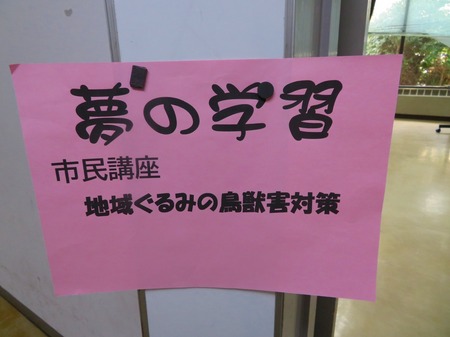 夢の学習
市民講座
地域ぐるみの鳥獣害対策